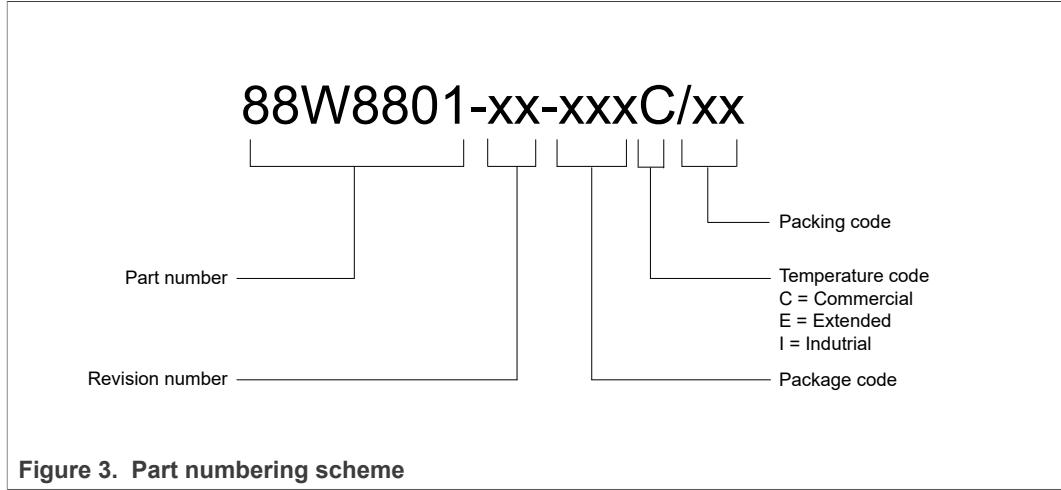 88W8801-xx-xxxC/xx
Packing code
Part number
Temperature code
C = Commercial
E = Extended
I = Indutrial
Revision number
Package code
Figure 3. Part numbering scheme